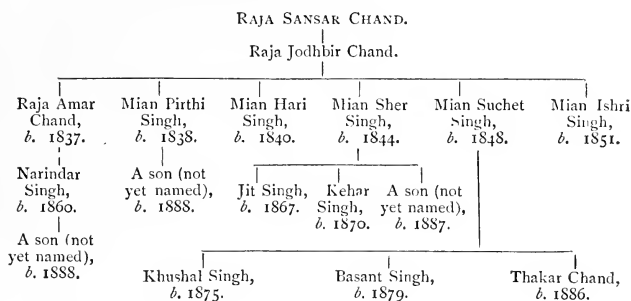 RAJA SANSAR CHAND.
Raja Jodhbir Chand.
Raja Amar Chand, b. 1837.
Mian Pirthi Singh, b. 1838.
Mian Hari Singh, b. 1840.
Mian Sher Singh, b. 1844.
Mian Suchet Singh, b. 1848.
Mian Ishri Singh, b. 1851.
Narindar Singh, b. 1860.
A son (not yet named), b. 1888.
Jit Singh, b. 1867.
Kehar Singh, b. 1870.
A son (not yet named), b. 1887.
A son (not yet named), b. 1888.
Khushal Singh, b. 1875.
Basant Singh, b. 1879.
Thakar Chand, b. 1886.